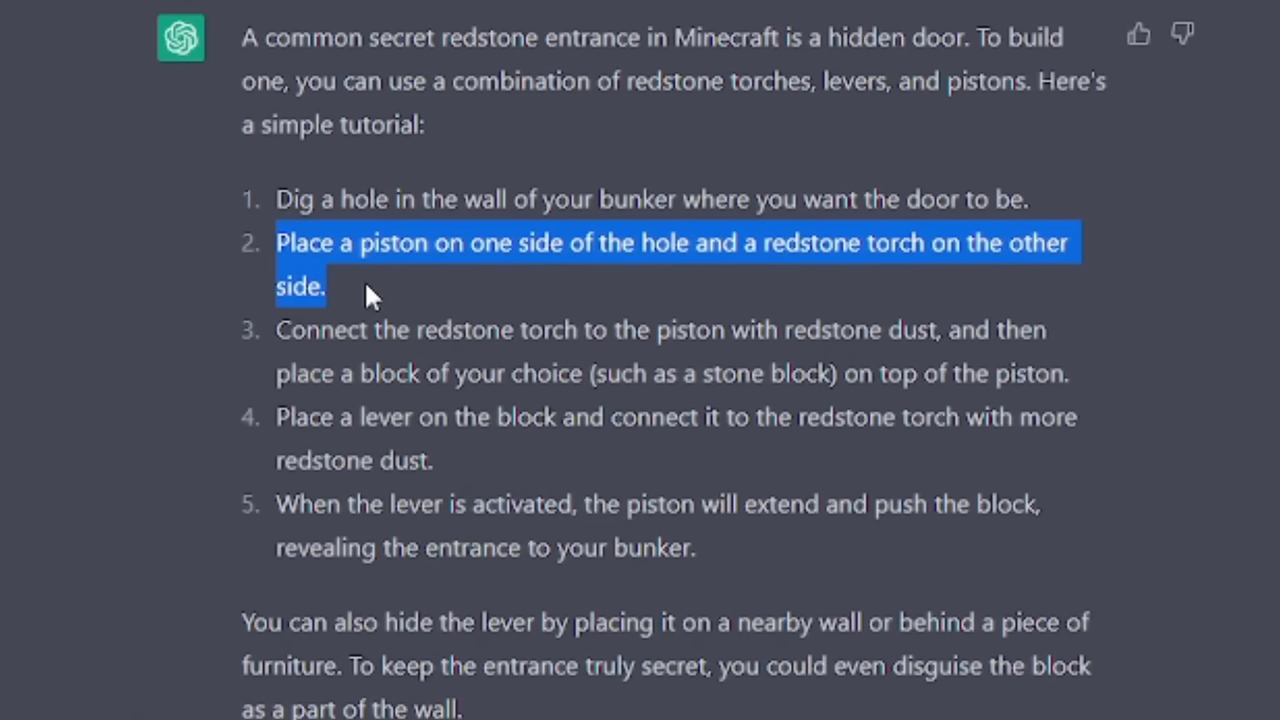 A common secret redstone entrance in Minecraft is a hidden door. To build
one, you can use a combination of redstone torches, levers, and pistons. Here's
a simple tutorial:
1. Dig a hole in the wall of your bunker where you want the door to be.
2. Place a piston on one side of the hole and a redstone torch on the other
side.
3. Connect the redstone torch to the piston with redstone dust, and then
place a block of your choice (such as a stone block) on top of the piston.
4. Place a lever on the block and connect it to the redstone torch with more
redstone dust.
5. When the lever is activated, the piston will extend and push the block,
revealing the entrance to your bunker.
You can also hide the lever by placing it on a nearby wall or behind a piece of
furniture. To keep the entrance truly secret, you could even disguise the block
as a part of the wall.